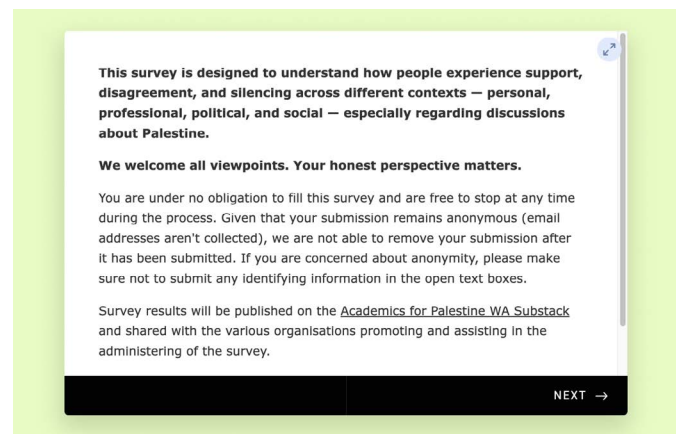 This survey is designed to understand how people experience support,
disagreement, and silencing across different contexts — personal,
professional, political, and social — especially regarding discussions
about Palestine.
We welcome all viewpoints. Your honest perspective matters.
You are under no obligation to fill this survey and are free to stop at any time
during the process. Given that your submission remains anonymous (email
addresses aren't collected), we are not able to remove your submission after
it has been submitted. If you are concerned about anonymity, please make
sure not to submit any identifying information in the open text boxes.
Survey results will be published on the Academics for Palestine WA Substack
and shared with the various organisations promoting and assisting in the
administering of the survey.
NEXT →